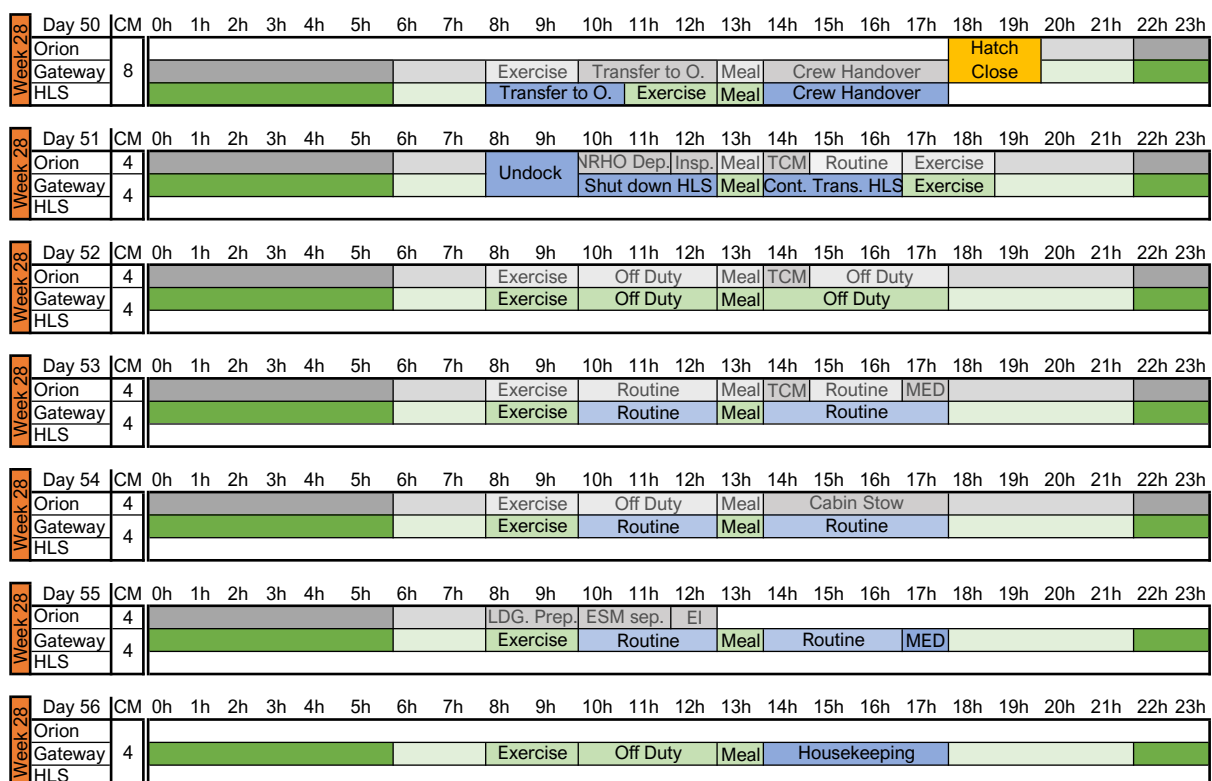 Week 28 Day 50 CM 0h 1h 2h 3h 4h 5h 6h 7h 8h 9h 10h 11h 12h 13h 14h 15h 16h 17h 18h 19h 20h 21h 22h 23h
Orion Hatch
Gateway 8 Exercise Transfer to O. Meal Crew Handover Close
HLS Transfer to O. Exercise Meal Crew Handover
Week 28 Day 51 CM 0h 1h 2h 3h 4h 5h 6h 7h 8h 9h 10h 11h 12h 13h 14h 15h 16h 17h 18h 19h 20h 21h 22h 23h
Orion 4 Undock NRHO Dep. Insp. Meal TCM Routine Exercise
Gateway 4 Shut down HLS Meal Cont. Trans. HLS Exercise
HLS
Week 28 Day 52 CM 0h 1h 2h 3h 4h 5h 6h 7h 8h 9h 10h 11h 12h 13h 14h 15h 16h 17h 18h 19h 20h 21h 22h 23h
Orion 4 Exercise Off Duty Meal TCM Off Duty
Gateway 4 Exercise Off Duty Meal Off Duty
HLS
Week 28 Day 53 CM 0h 1h 2h 3h 4h 5h 6h 7h 8h 9h 10h 11h 12h 13h 14h 15h 16h 17h 18h 19h 20h 21h 22h 23h
Orion 4 Exercise Routine Meal TCM Routine MED
Gateway 4 Exercise Routine Meal Routine
HLS
Week 28 Day 54 CM 0h 1h 2h 3h 4h 5h 6h 7h 8h 9h 10h 11h 12h 13h 14h 15h 16h 17h 18h 19h 20h 21h 22h 23h
Orion 4 Exercise Off Duty Meal Cabin Stow
Gateway 4 Exercise Routine Meal Routine
HLS
Week 28 Day 55 CM 0h 1h 2h 3h 4h 5h 6h 7h 8h 9h 10h 11h 12h 13h 14h 15h 16h 17h 18h 19h 20h 21h 22h 23h
Orion 4 LDG. Prep. ESM sep. EI
Gateway 4 Exercise Routine Meal Routine MED
HLS
Week 28 Day 56 CM 0h 1h 2h 3h 4h 5h 6h 7h 8h 9h 10h 11h 12h 13h 14h 15h 16h 17h 18h 19h 20h 21h 22h 23h
Orion
Gateway 4 Exercise Off Duty Meal Housekeeping
HLS